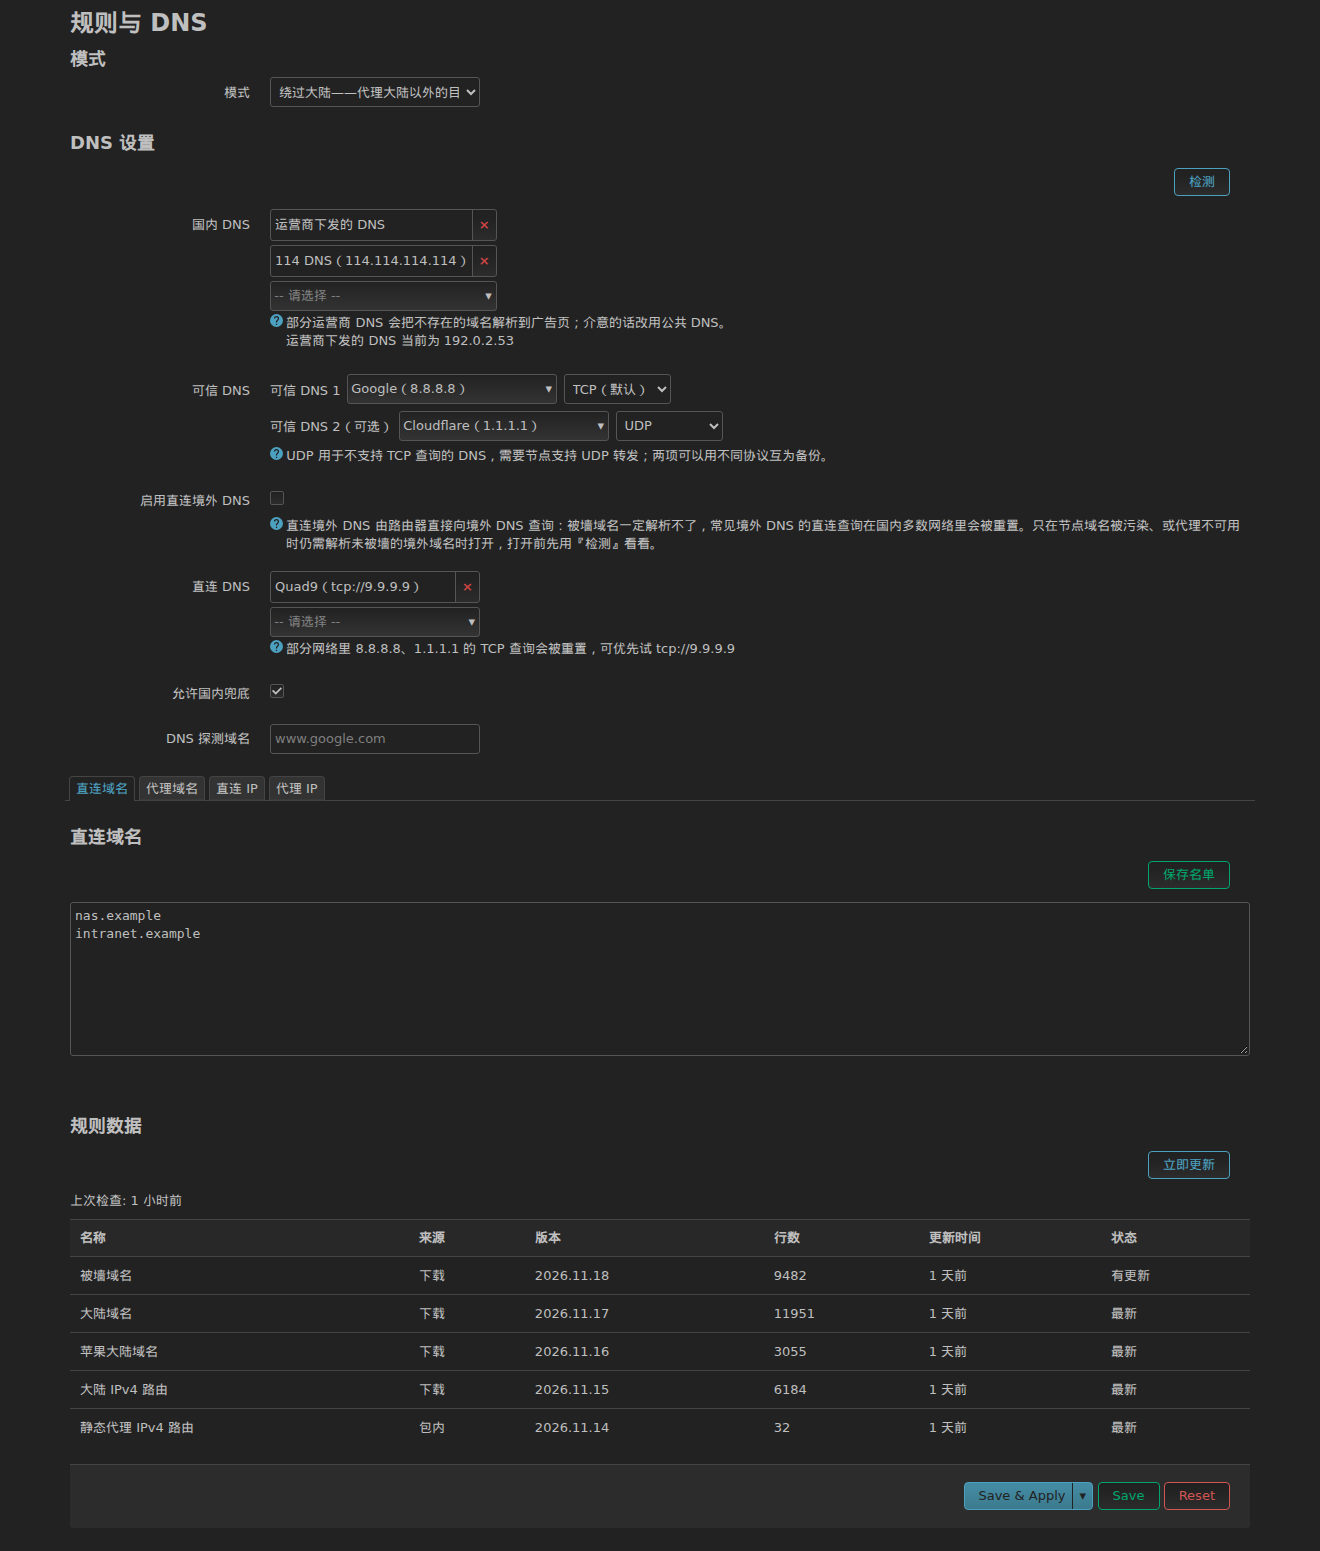 规则与 DNS
模式
模式 绕过大陆——代理大陆以外的目
DNS 设置
检测
国内 DNS 运营商下发的 DNS ×
114 DNS（114.114.114.114） ×
-- 请选择 -- ▾
部分运营商 DNS 会把不存在的域名解析到广告页；介意的话改用公共 DNS。
运营商下发的 DNS 当前为 192.0.2.53
可信 DNS 可信 DNS 1 Google（8.8.8.8） ▾ TCP（默认）
可信 DNS 2（可选） Cloudflare（1.1.1.1） ▾ UDP
UDP 用于不支持 TCP 查询的 DNS，需要节点支持 UDP 转发；两项可以用不同协议互为备份。
启用直连境外 DNS
直连境外 DNS 由路由器直接向境外 DNS 查询：被墙域名一定解析不了，常见境外 DNS 的直连查询在国内多数网络里会被重置。只在节点域名被污染、或代理不可用
时仍需解析未被墙的境外域名时打开，打开前先用『检测』看看。
直连 DNS Quad9（tcp://9.9.9.9） ×
-- 请选择 -- ▾
部分网络里 8.8.8.8、1.1.1.1 的 TCP 查询会被重置，可优先试 tcp://9.9.9.9
允许国内兜底
DNS 探测域名 www.google.com
直连域名 代理域名 直连 IP 代理 IP
直连域名
保存名单
nas.example
intranet.example
规则数据
立即更新
上次检查: 1 小时前
名称 来源 版本 行数 更新时间 状态
被墙域名 下载 2026.11.18 9482 1 天前 有更新
大陆域名 下载 2026.11.17 11951 1 天前 最新
苹果大陆域名 下载 2026.11.16 3055 1 天前 最新
大陆 IPv4 路由 下载 2026.11.15 6184 1 天前 最新
静态代理 IPv4 路由 包内 2026.11.14 32 1 天前 最新
Save & Apply ▾ Save Reset